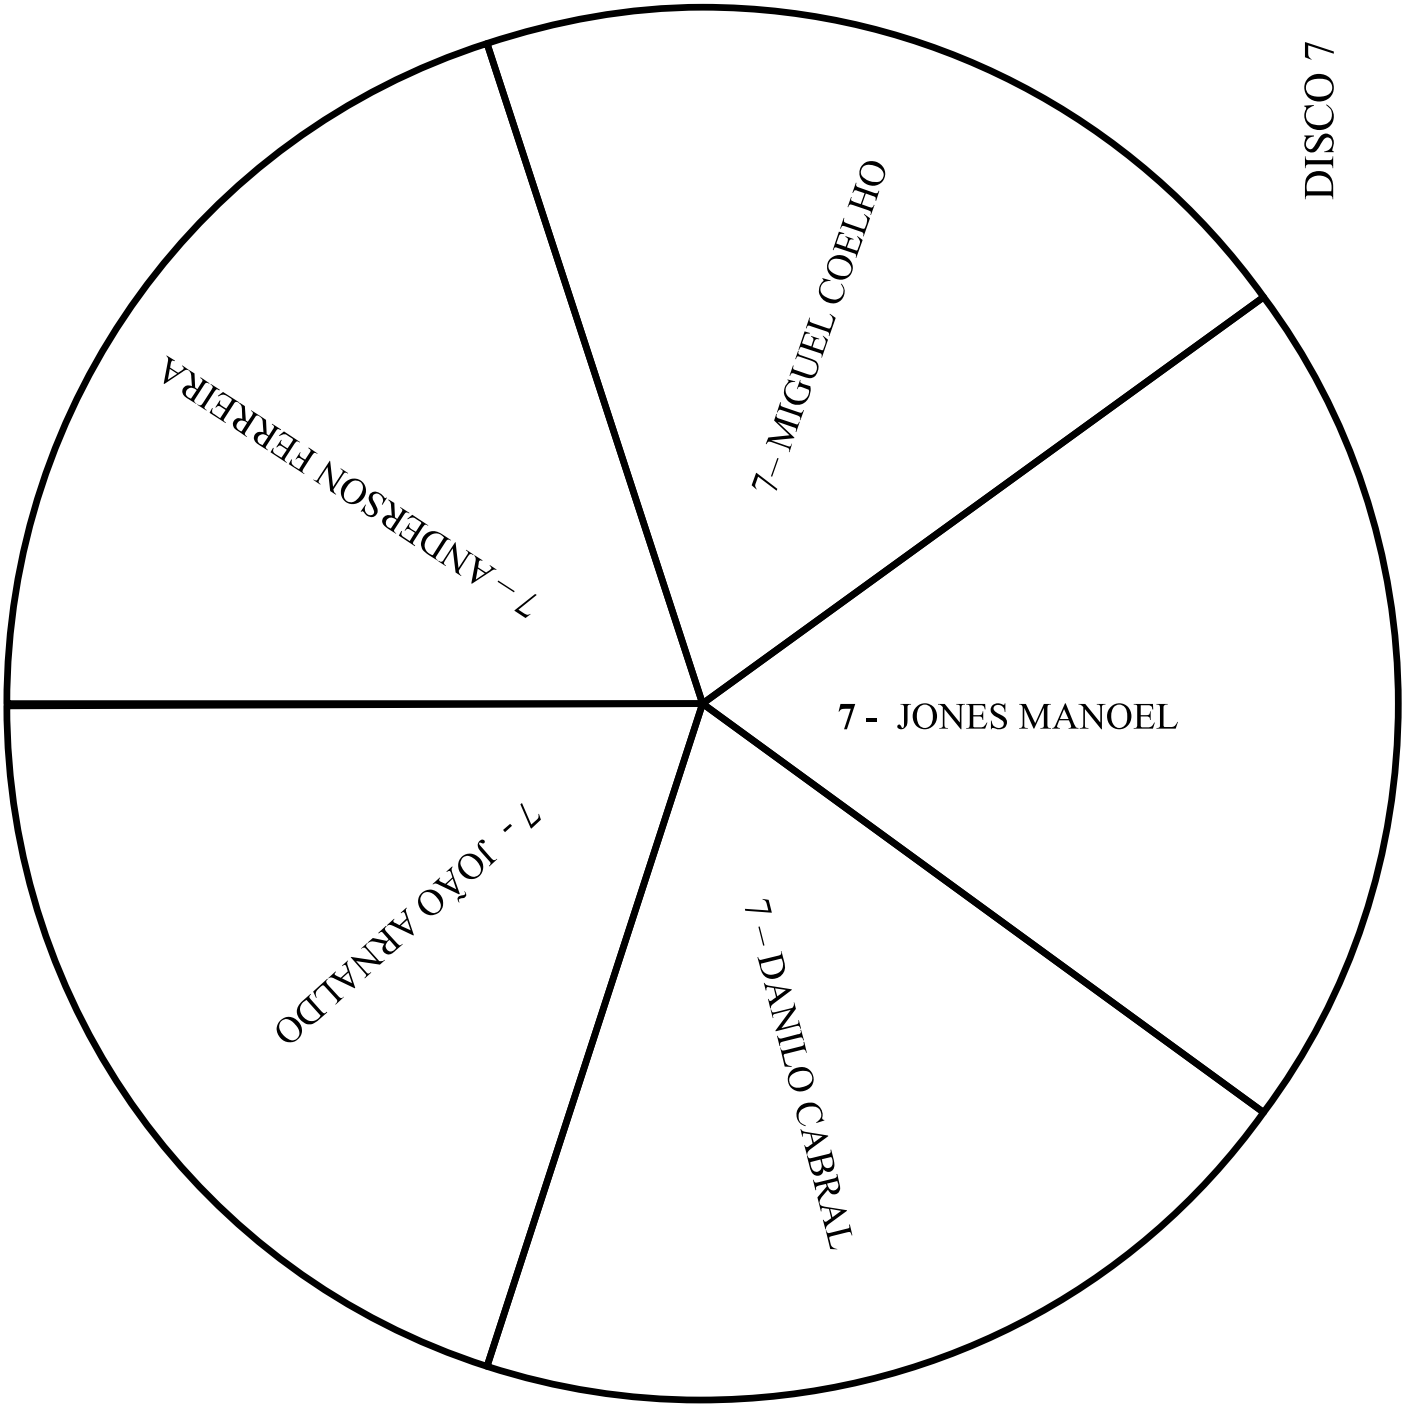 DISCO 7
7– MIGUEL COELHO
7 - JONES MANOEL
7 – DANILO CABRAL
7 - JOÃO ARNALDO
7 – ANDERSON FERREIRA